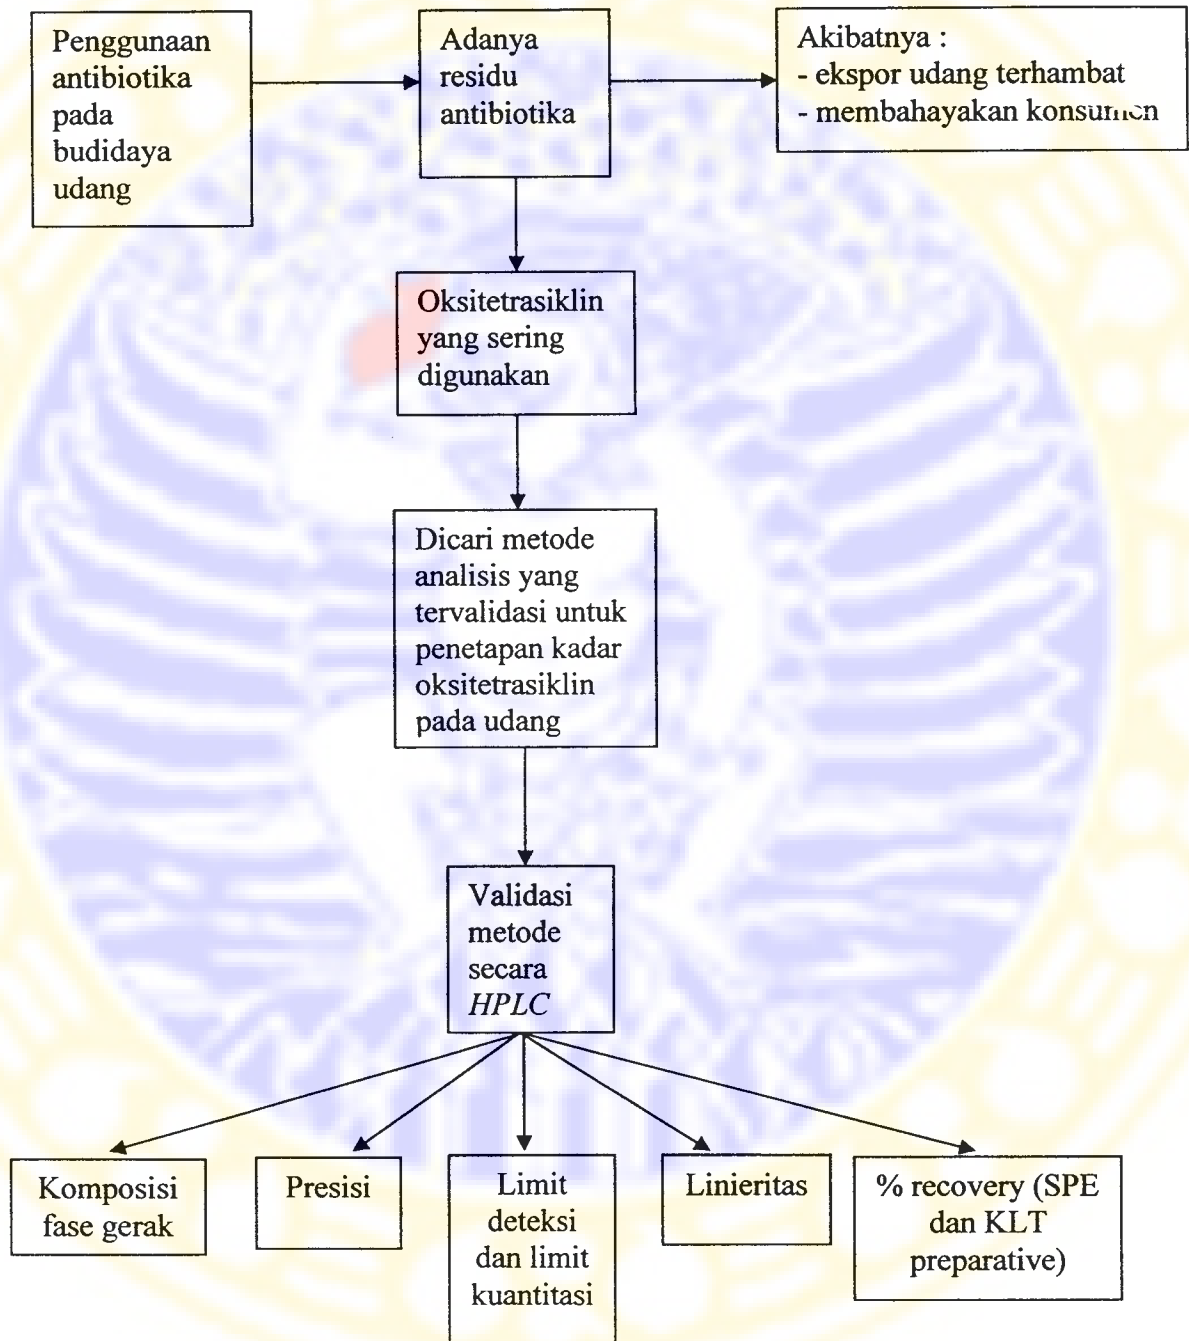 Penggunaan
antibiotika
pada
budidaya
udang
Adanya
residu
antibiotika
Akibatnya :
- ekspor udang terhambat
- membahayakan konsumen
Oksitetrasiklin
yang sering
digunakan
Dicari metode
analisis yang
tervalidasi untuk
penetapan kadar
oksitetrasiklin
pada udang
Validasi
metode
secara
HPLC
Komposisi
fase gerak
Presisi
Limit
deteksi
dan limit
kuantitasi
Linieritas
% recovery (SPE
dan KLT
preparative)